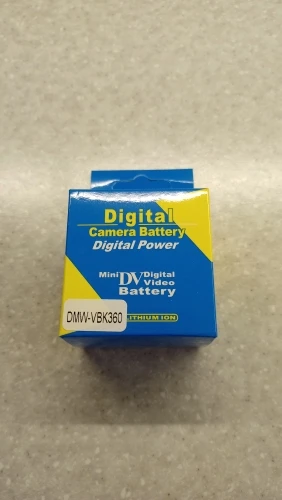 Digital
Camera Battery
Digital Power
Mini DV Digital Video
Battery
DMW-VBK360
LITHIUM ION